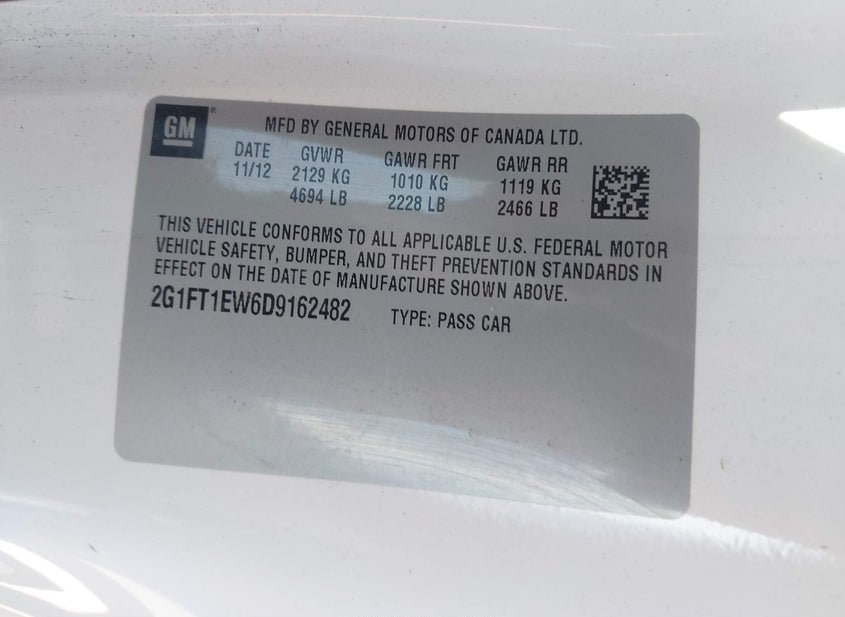 GM®
MFD BY GENERAL MOTORS OF CANADA LTD.
DATE GVWR GAWR FRT GAWR RR
11/12 2129 KG 1010 KG 1119 KG
4694 LB 2228 LB 2466 LB
THIS VEHICLE CONFORMS TO ALL APPLICABLE U.S. FEDERAL MOTOR
VEHICLE SAFETY, BUMPER, AND THEFT PREVENTION STANDARDS IN
EFFECT ON THE DATE OF MANUFACTURE SHOWN ABOVE.
2G1FT1EW6D9162482 TYPE: PASS CAR